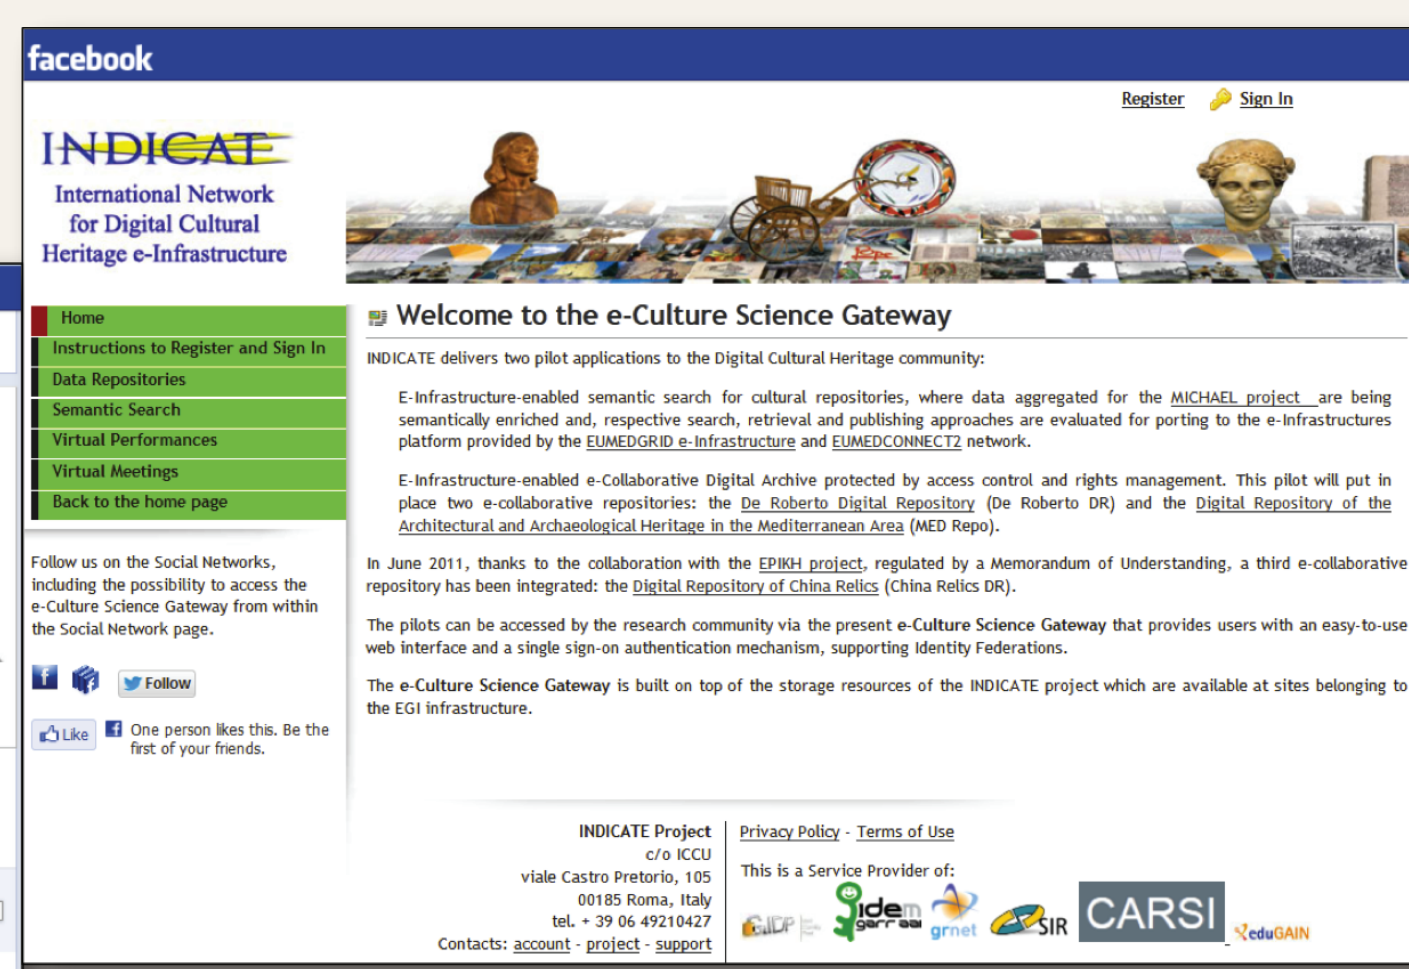 facebook
Register Sign In
INDICATE
International Network
for Digital Cultural
Heritage e-Infrastructure
Home
Instructions to Register and Sign In
Data Repositories
Semantic Search
Virtual Performances
Virtual Meetings
Back to the home page
Follow us on the Social Networks,
including the possibility to access the
e-Culture Science Gateway from within
the Social Network page.
Follow
Like One person likes this. Be the
first of your friends.
Welcome to the e-Culture Science Gateway
INDICATE delivers two pilot applications to the Digital Cultural Heritage community:
E-Infrastructure-enabled semantic search for cultural repositories, where data aggregated for the MICHAEL project are being
semantically enriched and, respective search, retrieval and publishing approaches are evaluated for porting to the e-Infrastructures
platform provided by the EUMEDGRID e-Infrastructure and EUMEDCONNECT2 network.
E-Infrastructure-enabled e-Collaborative Digital Archive protected by access control and rights management. This pilot will put in
place two e-collaborative repositories: the De Roberto Digital Repository (De Roberto DR) and the Digital Repository of the
Architectural and Archaeological Heritage in the Mediterranean Area (MED Repo).
In June 2011, thanks to the collaboration with the EPIKH project, regulated by a Memorandum of Understanding, a third e-collaborative
repository has been integrated: the Digital Repository of China Relics (China Relics DR).
The pilots can be accessed by the research community via the present e-Culture Science Gateway that provides users with an easy-to-use
web interface and a single sign-on authentication mechanism, supporting Identity Federations.
The e-Culture Science Gateway is built on top of the storage resources of the INDICATE project which are available at sites belonging to
the EGI infrastructure.
INDICATE Project
c/o ICCU
viale Castro Pretorio, 105
00185 Roma, Italy
tel. + 39 06 49210427
Contacts: account - project - support
Privacy Policy - Terms of Use
This is a Service Provider of:
idem
garr aai
grnet
SIR
CARSI
eduGAIN